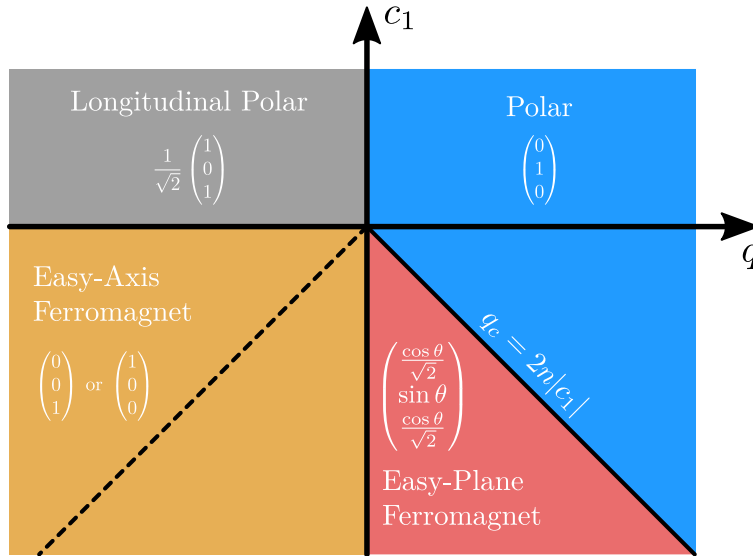 c₁
Longitudinal Polar
1/√2 (1 0 1)
Polar
(0 1 0)
q
Easy-Axis
Ferromagnet
(0 0 1) or (1 0 0)
q_c = 2n|c₁|
(cos θ/√2 sin θ cos θ/√2)
Easy-Plane
Ferromagnet